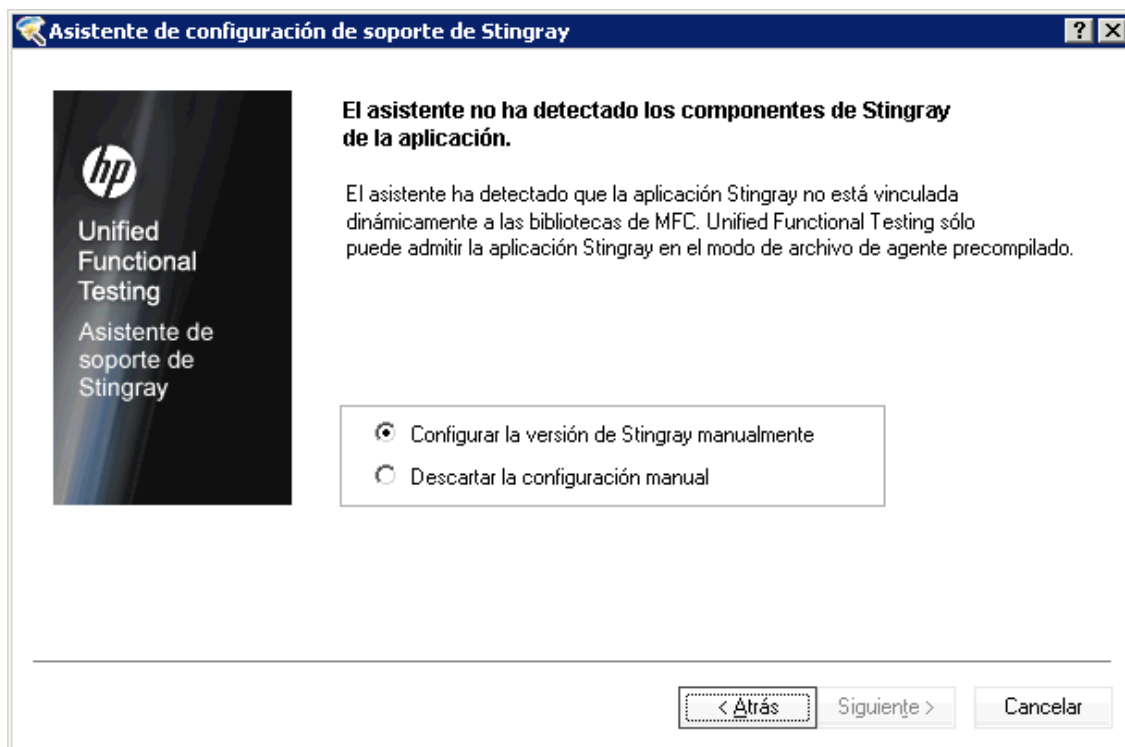 Asistente de configuración de soporte de Stingray
hp
Unified
Functional
Testing
Asistente de
soporte de
Stingray
El asistente no ha detectado los componentes de Stingray
de la aplicación.
El asistente ha detectado que la aplicación Stingray no está vinculada
dinámicamente a las bibliotecas de MFC. Unified Functional Testing sólo
puede admitir la aplicación Stingray en el modo de archivo de agente precompilado.
Configurar la versión de Stingray manualmente
Descartar la configuración manual
< Atrás
Siguiente >
Cancelar